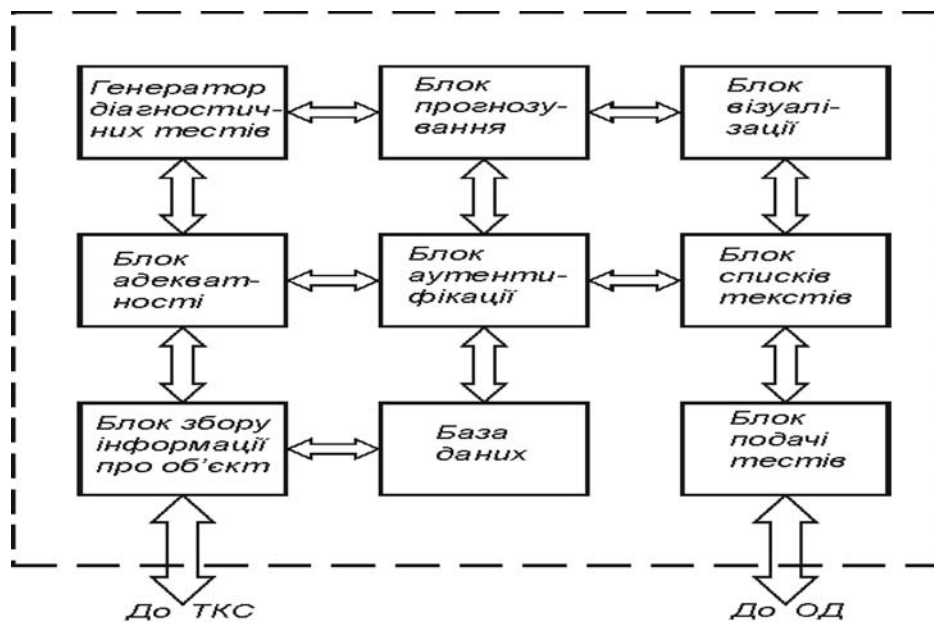 Генератор
діагностич-
них тестів
Блок
прогнозу-
вання
Блок
візуалі-
зації
Блок
адекват-
ності
Блок
аутенти-
фікації
Блок
списків
текстів
Блок збору
інформації
про об’єкт
База
даних
Блок
подачі
тестів
До ТКС
До ОД